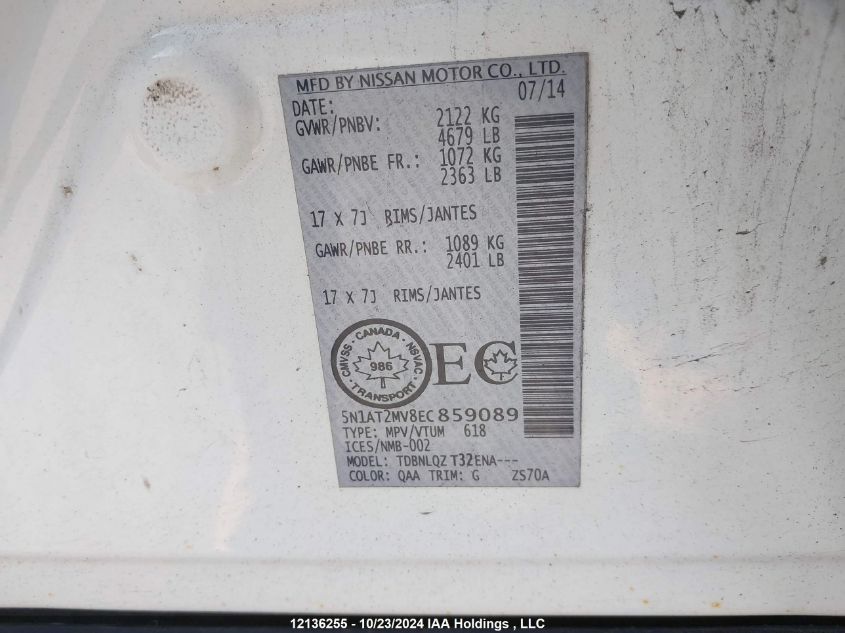 MFD BY NISSAN MOTOR CO., LTD.
DATE: 07/14
GVWR/PNBV: 2122 KG
4679 LB
GAWR/PNBE FR.: 1072 KG
2363 LB
17 X 7J RIMS/JANTES
GAWR/PNBE RR.: 1089 KG
2401 LB
17 X 7J RIMS/JANTES
CMVSS · CANADA · NSVAC · TRANSPORT
986
EC
5N1AT2MV8EC859089
TYPE: MPV/VTUM 618
ICES/NMB-002
MODEL: TDBNLQZ T32ENA---
COLOR: QAA TRIM: G ZS70A
12136255 - 10/23/2024 IAA Holdings , LLC